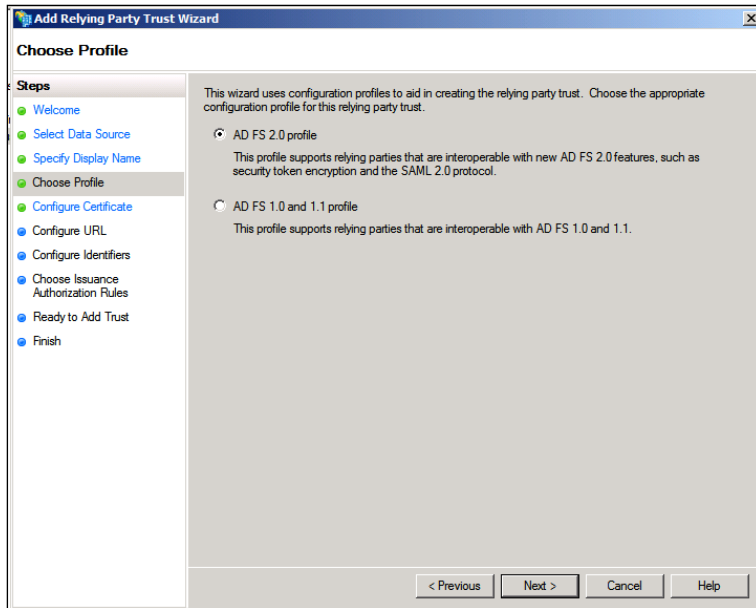 Add Relying Party Trust Wizard
Choose Profile
Steps
Welcome
Select Data Source
Specify Display Name
Choose Profile
Configure Certificate
Configure URL
Configure Identifiers
Choose Issuance
Authorization Rules
Ready to Add Trust
Finish
This wizard uses configuration profiles to aid in creating the relying party trust. Choose the appropriate
configuration profile for this relying party trust.
AD FS 2.0 profile
This profile supports relying parties that are interoperable with new AD FS 2.0 features, such as
security token encryption and the SAML 2.0 protocol.
AD FS 1.0 and 1.1 profile
This profile supports relying parties that are interoperable with AD FS 1.0 and 1.1.
< Previous
Next >
Cancel
Help